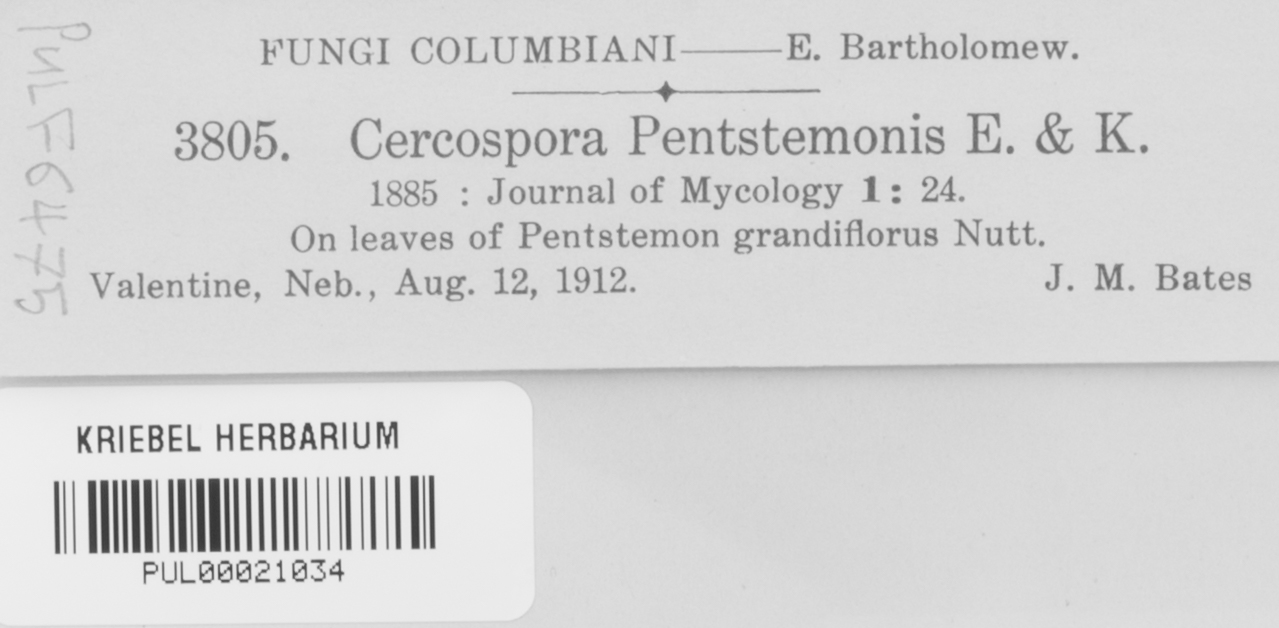 FUNGI COLUMBIANI——E. Bartholomew.
3805. Cercospora Pentstemonis E. & K.
1885 : Journal of Mycology 1: 24.
On leaves of Pentstemon grandiflorus Nutt.
Valentine, Neb., Aug. 12, 1912. J. M. Bates
PULF6475
KRIEBEL HERBARIUM
PUL00021034